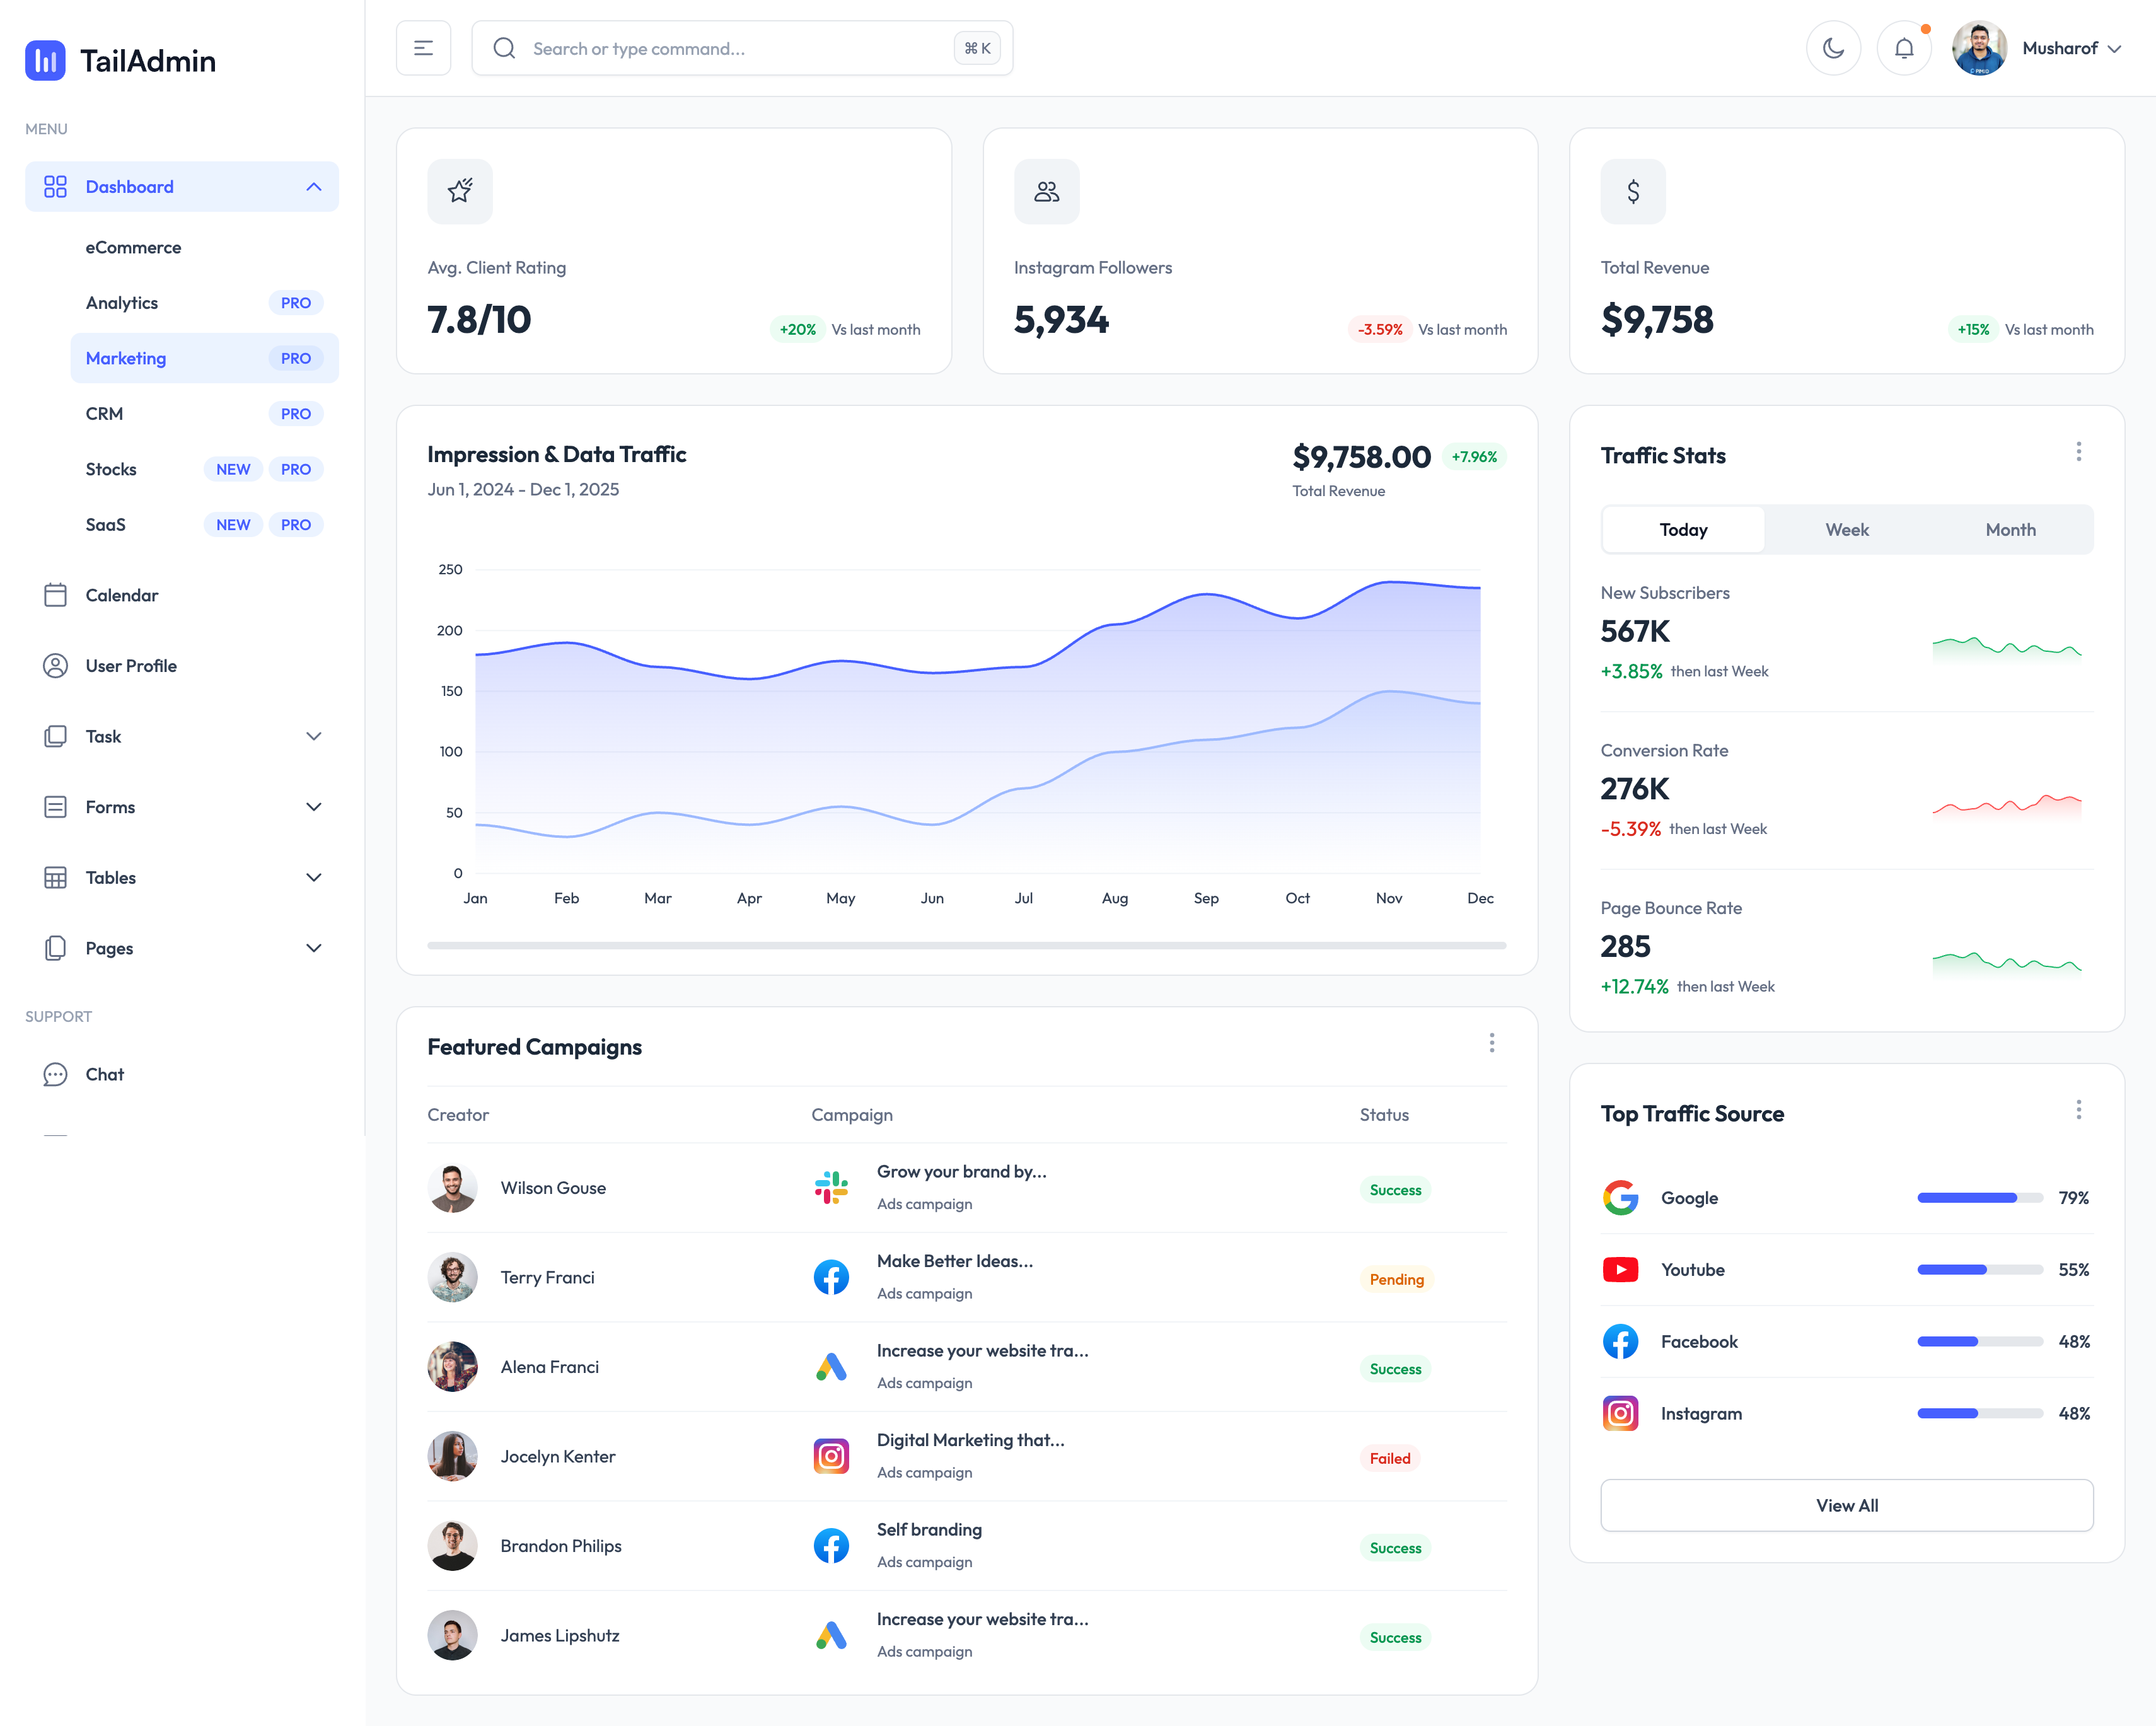 TailAdmin
MENU
Dashboard
eCommerce
Analytics PRO
Marketing PRO
CRM PRO
Stocks NEW PRO
SaaS NEW PRO
Calendar
User Profile
Task
Forms
Tables
Pages
SUPPORT
Chat
Search or type command...
⌘ K
Musharof
Avg. Client Rating
7.8/10
+20% Vs last month
Instagram Followers
5,934
-3.59% Vs last month
Total Revenue
$9,758
+15% Vs last month
Impression & Data Traffic
Jun 1, 2024 - Dec 1, 2025
$9,758.00 +7.96%
Total Revenue
250
200
150
100
50
0
Jan Feb Mar Apr May Jun Jul Aug Sep Oct Nov Dec
Traffic Stats
Today Week Month
New Subscribers
567K
+3.85% then last Week
Conversion Rate
276K
-5.39% then last Week
Page Bounce Rate
285
+12.74% then last Week
Featured Campaigns
Creator Campaign Status
Wilson Gouse
Grow your brand by...
Ads campaign
Success
Terry Franci
Make Better Ideas...
Ads campaign
Pending
Alena Franci
Increase your website tra...
Ads campaign
Success
Jocelyn Kenter
Digital Marketing that...
Ads campaign
Failed
Brandon Philips
Self branding
Ads campaign
Success
James Lipshutz
Increase your website tra...
Ads campaign
Success
Top Traffic Source
Google 79%
Youtube 55%
Facebook 48%
Instagram 48%
View All